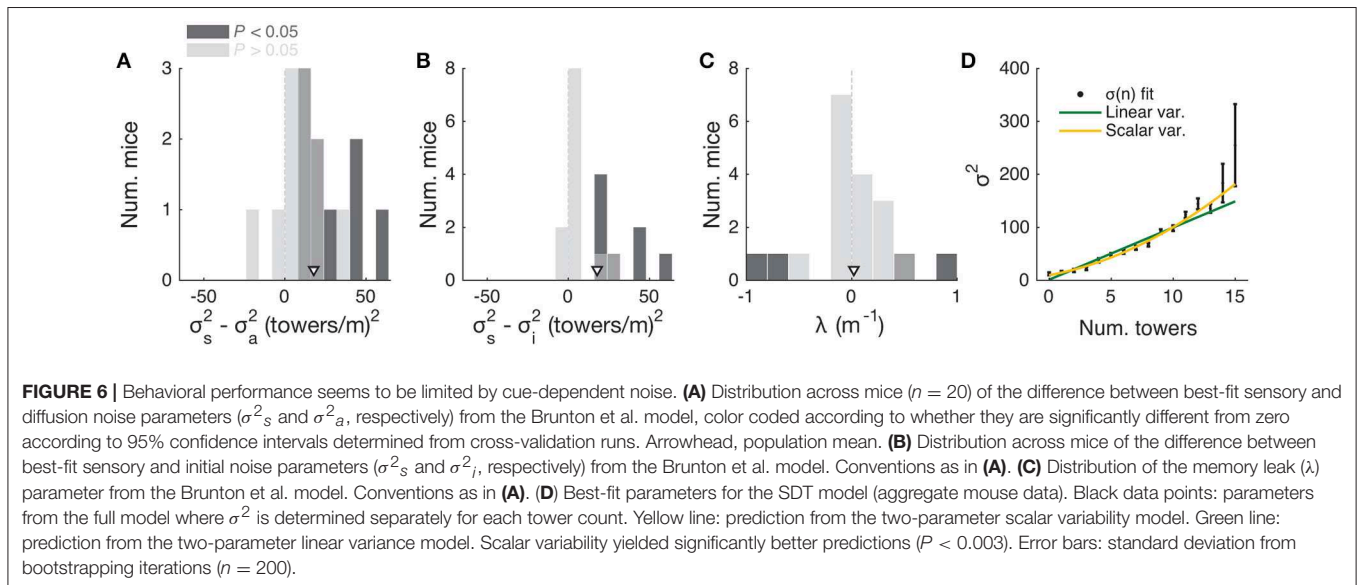 P < 0.05
P > 0.05
A
B
C
D
3
2
1
0
Num. mice
-50
0
50
σ²ₛ - σ²ₐ (towers/m)²
8
6
4
2
0
Num. mice
-50
0
50
σ²ₛ - σ²ᵢ (towers/m)²
8
6
4
2
0
Num. mice
-1
0
1
λ (m⁻¹)
400
300
200
100
0
σ²
σ(n) fit
Linear var.
Scalar var.
0
5
10
15
Num. towers
FIGURE 6 | Behavioral performance seems to be limited by cue-dependent noise. (A) Distribution across mice (n = 20) of the difference between best-fit sensory and
diffusion noise parameters (σ²ₛ and σ²ₐ, respectively) from the Brunton et al. model, color coded according to whether they are significantly different from zero
according to 95% confidence intervals determined from cross-validation runs. Arrowhead, population mean. (B) Distribution across mice of the difference between
best-fit sensory and initial noise parameters (σ²ₛ and σ²ᵢ, respectively) from the Brunton et al. model. Conventions as in (A). (C) Distribution of the memory leak (λ)
parameter from the Brunton et al. model. Conventions as in (A). (D) Best-fit parameters for the SDT model (aggregate mouse data). Black data points: parameters
from the full model where σ² is determined separately for each tower count. Yellow line: prediction from the two-parameter scalar variability model. Green line:
prediction from the two-parameter linear variance model. Scalar variability yielded significantly better predictions (P < 0.003). Error bars: standard deviation from
bootstrapping iterations (n = 200).